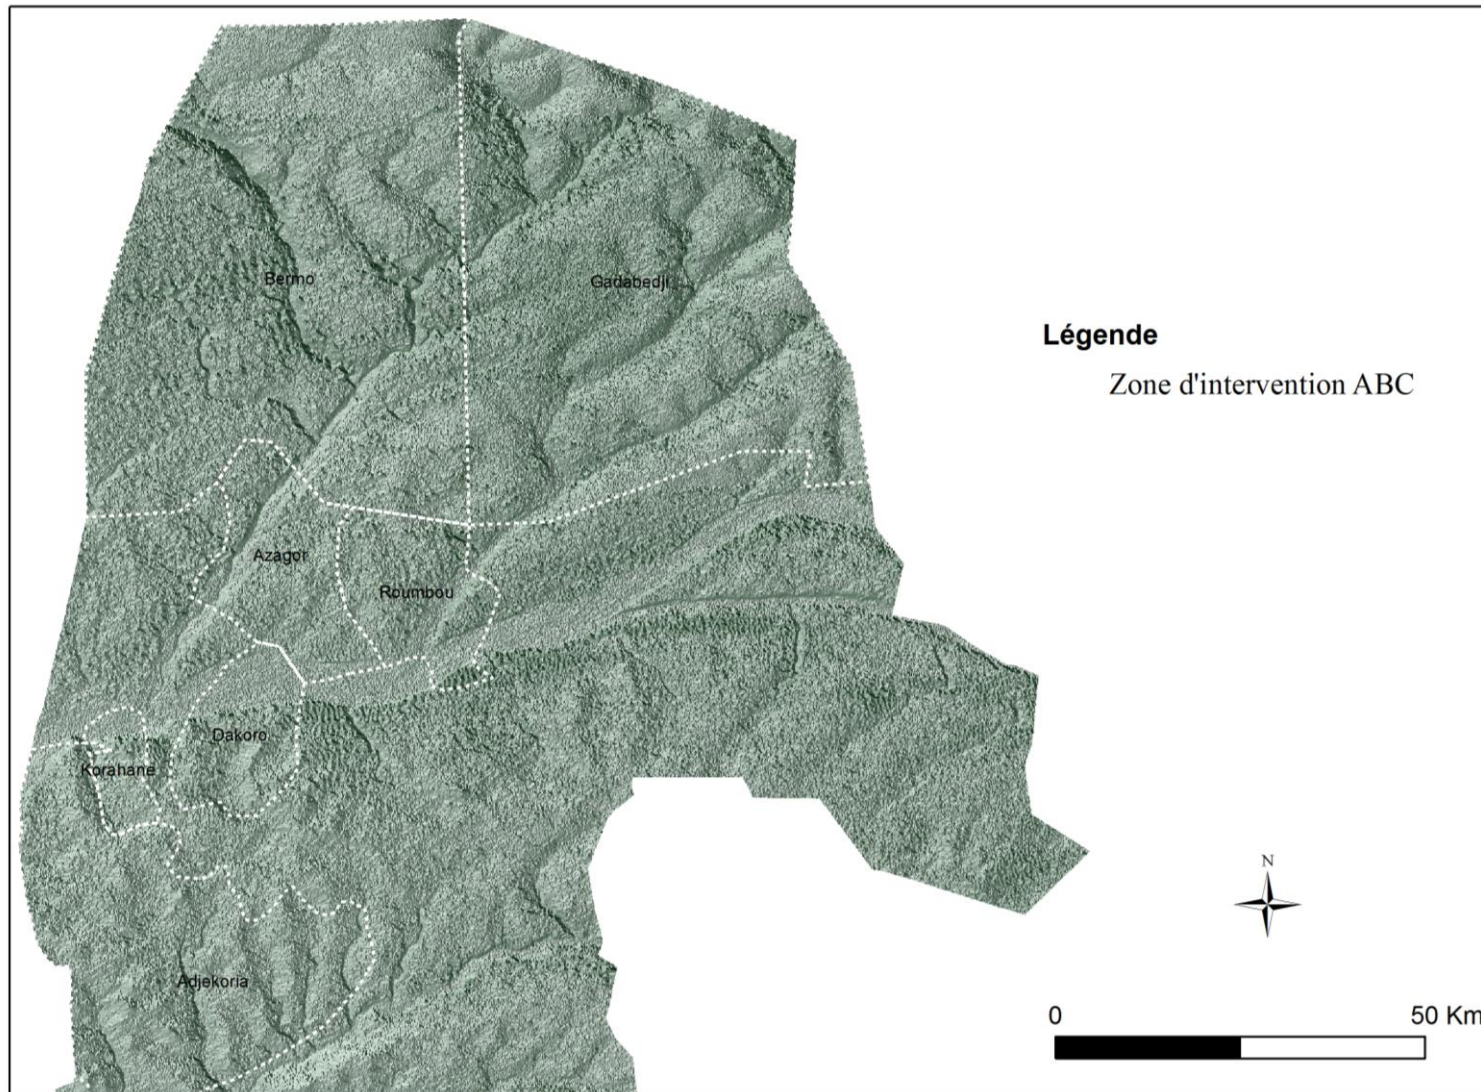 Bermo
Gadabedji
Légende
Zone d'intervention ABC
Azagor
Roumbou
Dakoro
Korahane
N
Adjekoria
0 50 Km